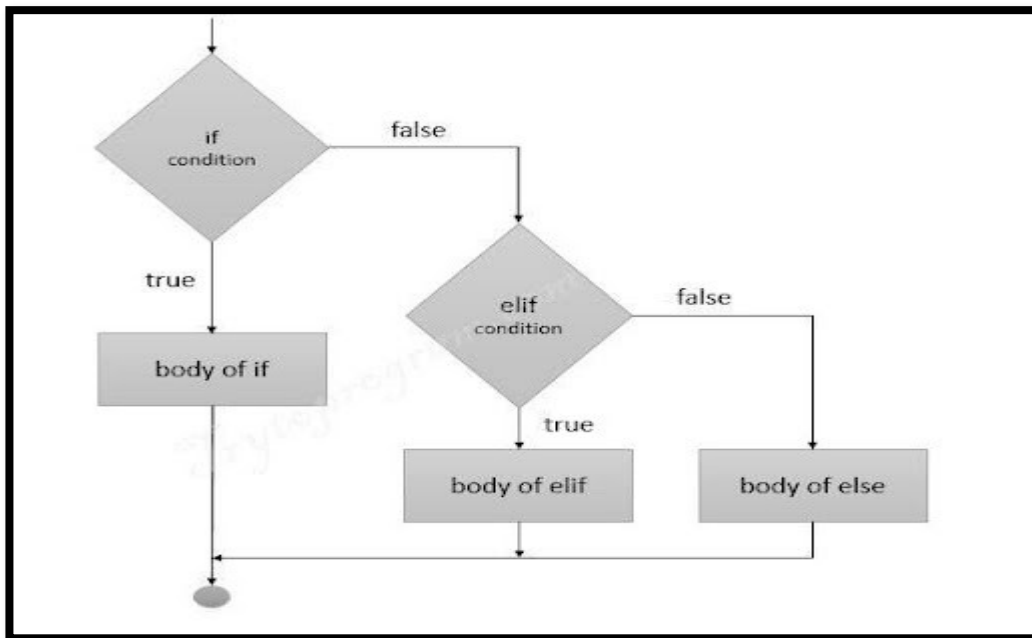 if
condition
false
true
body of if
elif
condition
false
true
body of elif
body of else